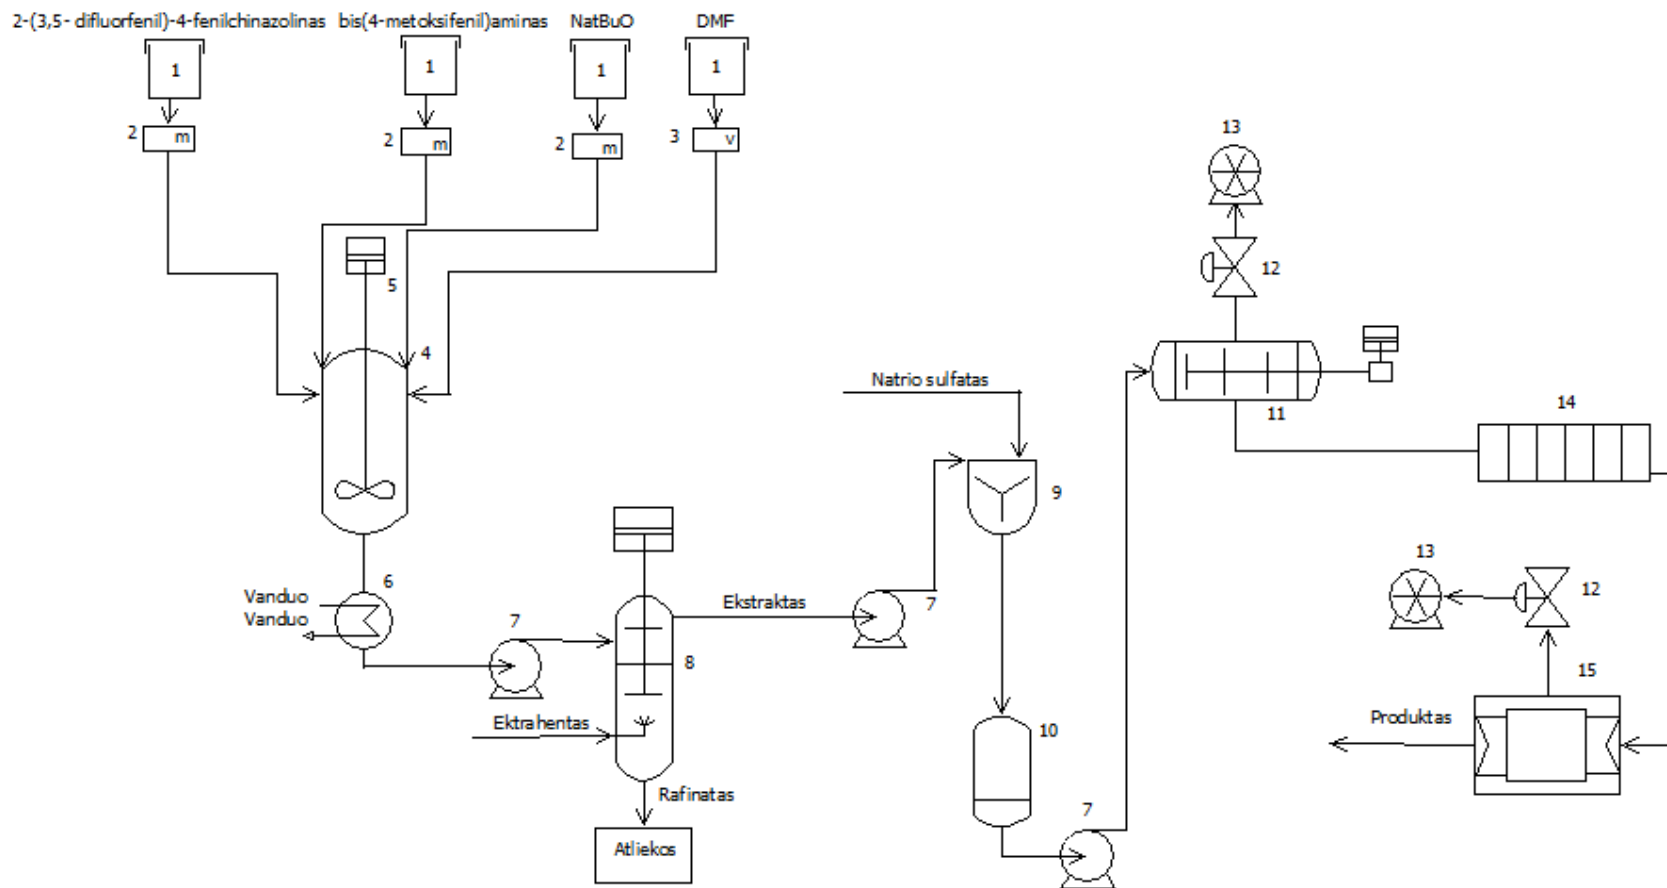 2-(3,5- difluorfenil)-4-fenilchinazolinas bis(4-metoksifenil)aminas NatBuO DMF
1 1 1 1
2 m 2 m 2 m 3 v
5
4
6
Vanduo
Vanduo
7
8
Ektrahentas
Rafinatas
Atliekos
Ekstraktas
7
Natrio sulfatas
9
10
7
13
12
11
14
13
12
15
Produktas